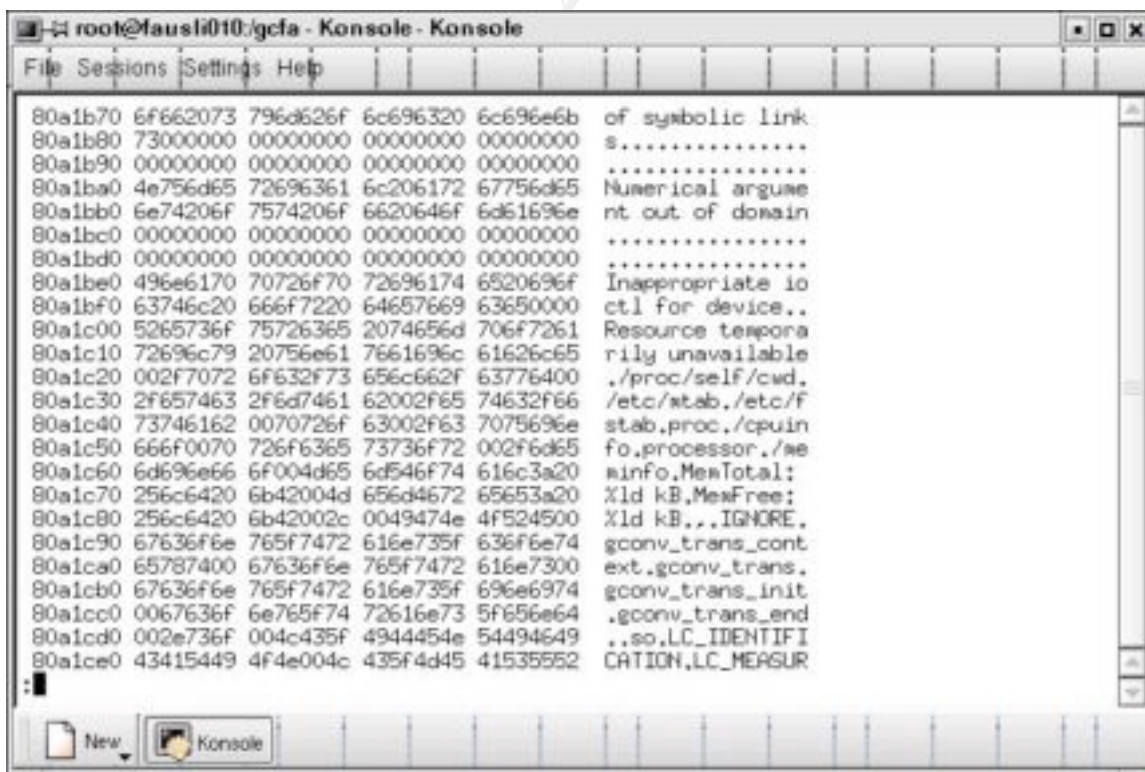 root@fausli010:/gcfa - Konsole - Konsole
File Sessions Settings Help
80a1b70 6f662073 796d626f 6c696320 6c696e6b of symbolic link
80a1b80 73000000 00000000 00000000 00000000 s...............
80a1b90 00000000 00000000 00000000 00000000 ................
80a1ba0 4e756d65 72696361 6c206172 67756d65 Numerical argume
80a1bb0 6e74206f 7574206f 6620646f 6d61696e nt out of domain
80a1bc0 00000000 00000000 00000000 00000000 ................
80a1bd0 00000000 00000000 00000000 00000000 ................
80a1be0 496e6170 70726f70 72696174 6520696f Inappropriate io
80a1bf0 63746c20 666f7220 64657669 63650000 ctl for device..
80a1c00 5265736f 75726365 2074656d 706f7261 Resource tempora
80a1c10 72696c79 20756e61 7661696c 61626c65 rily unavailable
80a1c20 002f7072 6f632f73 656c662f 63776400 ./proc/self/cwd.
80a1c30 2f657463 2f6d7461 62002f65 74632f66 /etc/mtab./etc/f
80a1c40 73746162 0070726f 63002f63 7075696e stab.proc./cpuin
80a1c50 666f0070 726f6365 73736f72 002f6d65 fo.processor./me
80a1c60 6d696e66 6f004d65 6d546f74 616c3a20 minfo.MemTotal:
80a1c70 256c6420 6b42004d 656d4672 65653a20 %ld kB.MemFree:
80a1c80 256c6420 6b42002c 0049474e 4f524500 %ld kB.,.IGNORE.
80a1c90 67636f6e 765f7472 616e735f 636f6e74 gconv_trans_cont
80a1ca0 65787400 67636f6e 765f7472 616e7300 ext.gconv_trans.
80a1cb0 67636f6e 765f7472 616e735f 696e6974 gconv_trans_init
80a1cc0 0067636f 6e765f74 72616e73 5f656e64 .gconv_trans_end
80a1cd0 002e736f 004c435f 4944454e 54494649 ..so.LC_IDENTIFI
80a1ce0 43415449 4f4e004c 435f4d45 41535552 CATION.LC_MEASUR
:
New Konsole